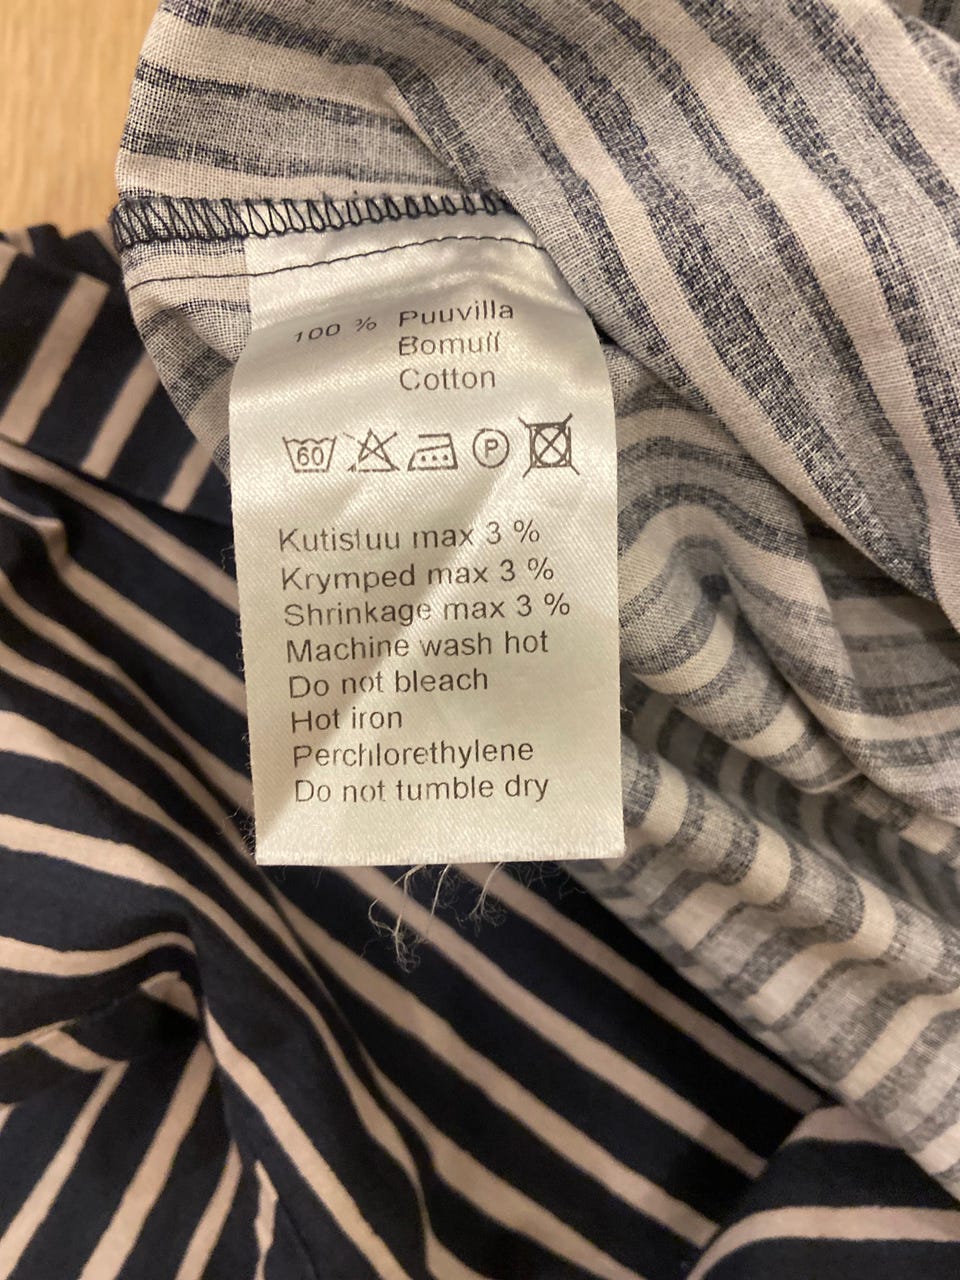 100 % Puuvilla
Bomull
Cotton
60 P
Kutistuu max 3 %
Krymped max 3 %
Shrinkage max 3 %
Machine wash hot
Do not bleach
Hot iron
Perchlorethylene
Do not tumble dry